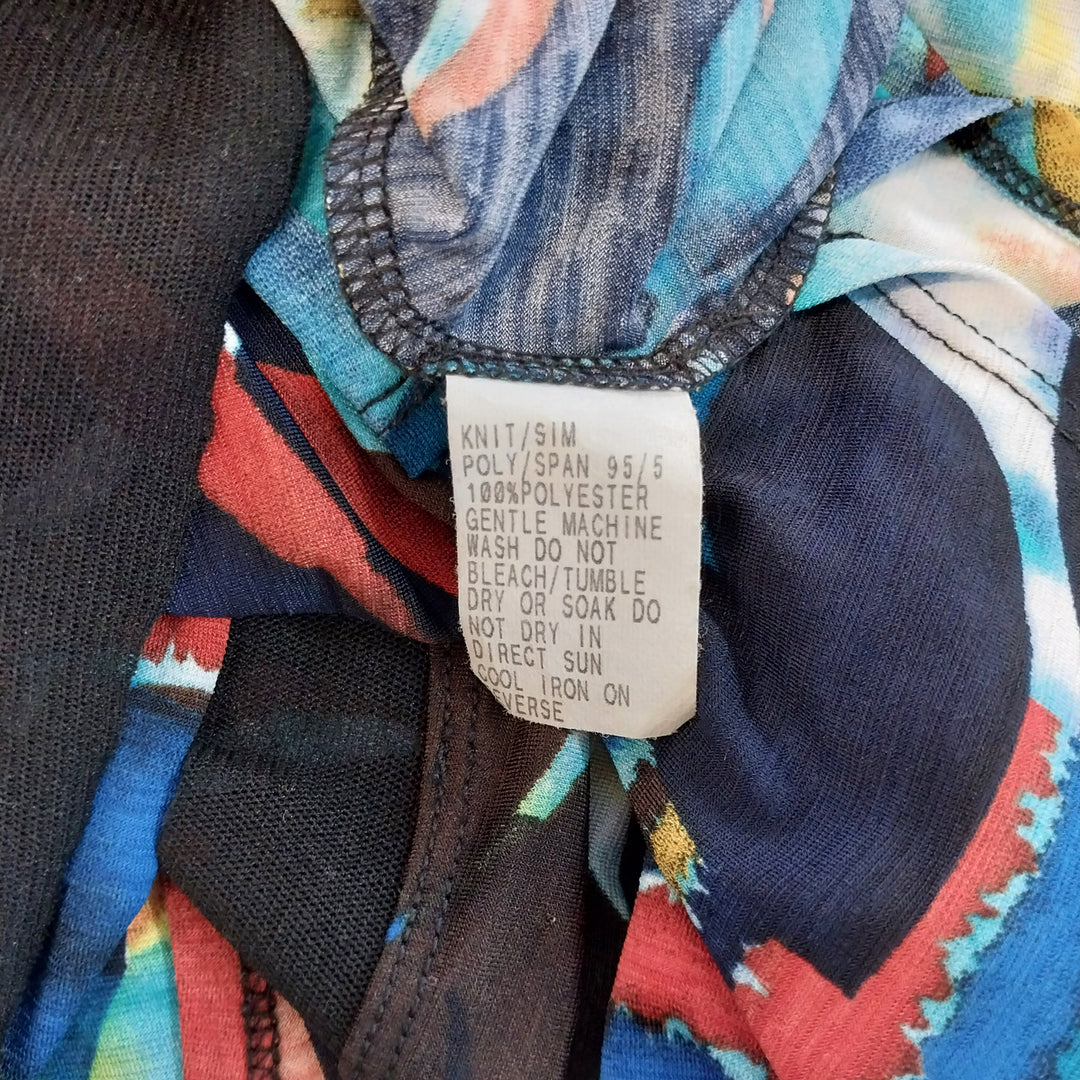 KNIT/SIM
POLY/SPAN 95/5
100%POLYESTER
GENTLE MACHINE
WASH DO NOT
BLEACH/TUMBLE
DRY OR SOAK DO
NOT DRY IN
DIRECT SUN
COOL IRON ON
EVERSE